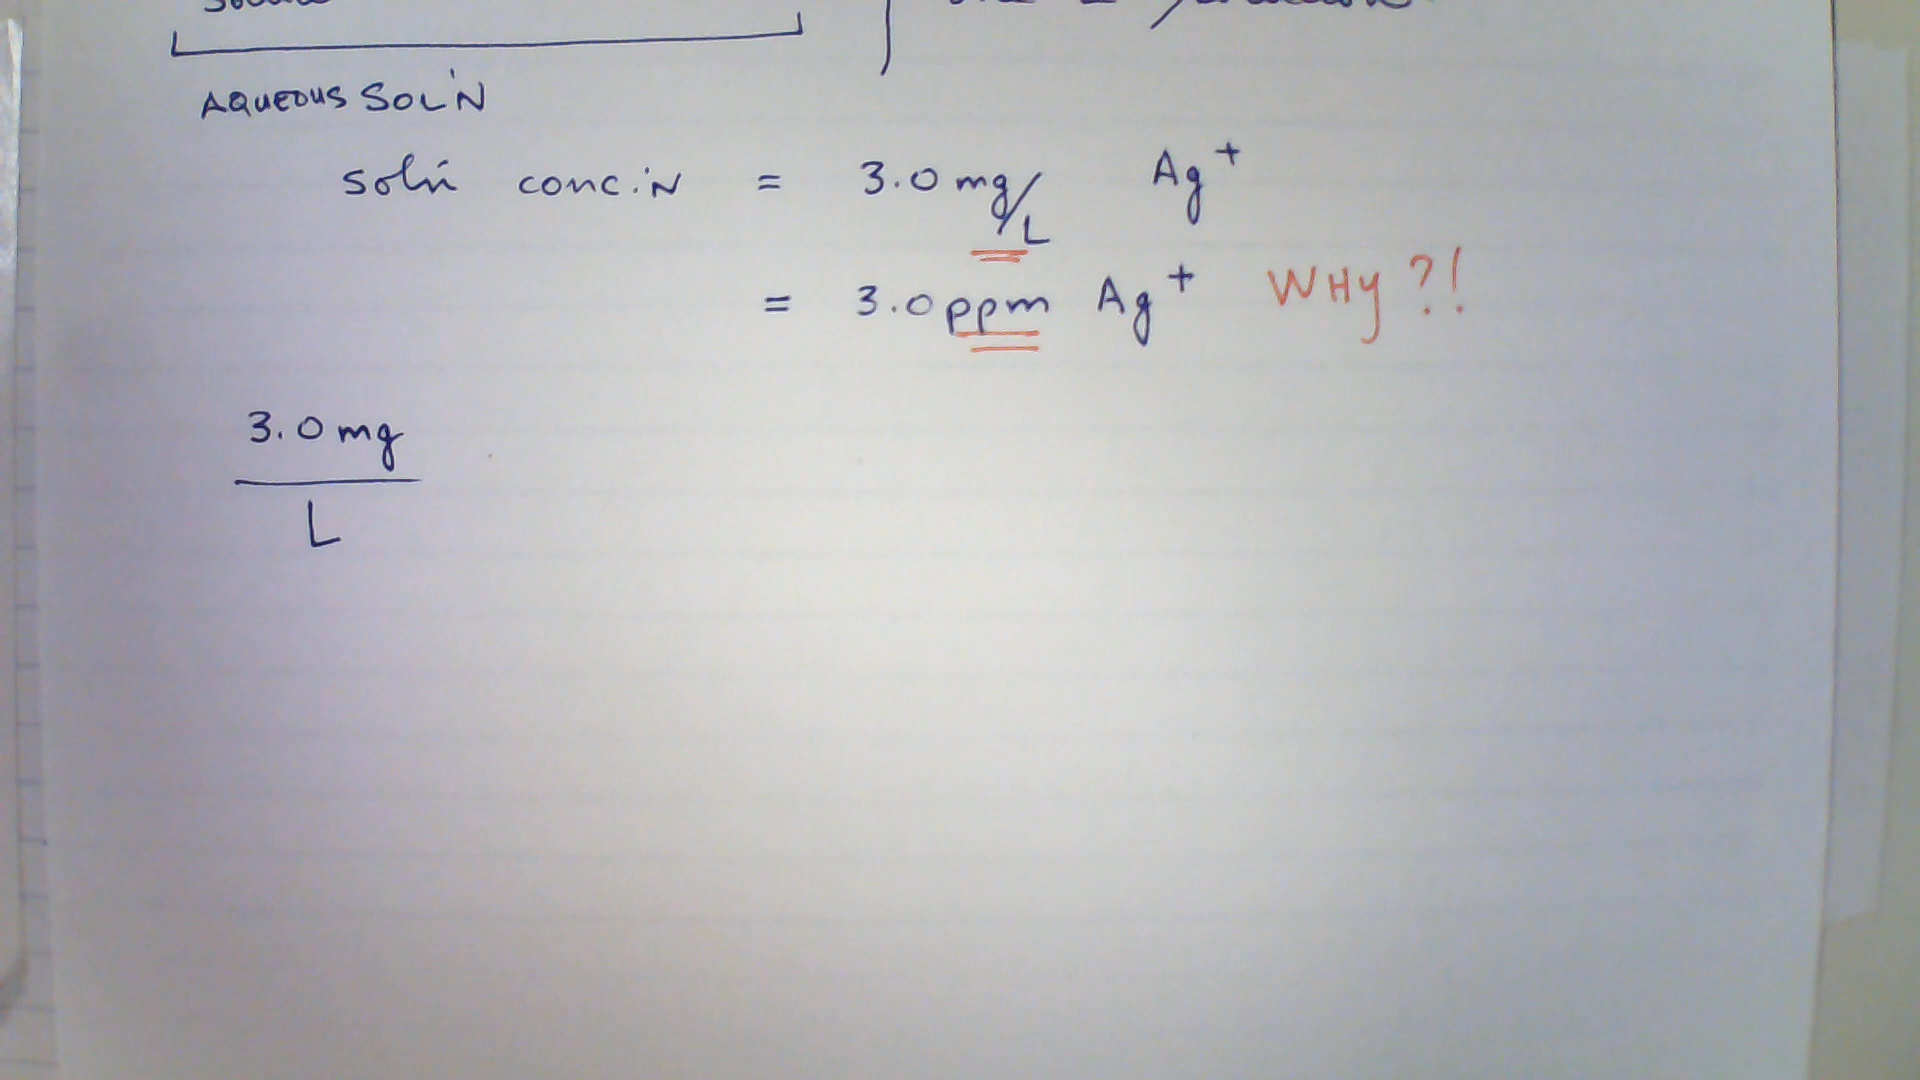 AQUEOUS SOL'N
soln conc.'N = 3.0 mg/L Ag+
= 3.0 ppm Ag+ WHY?!
3.0 mg
L